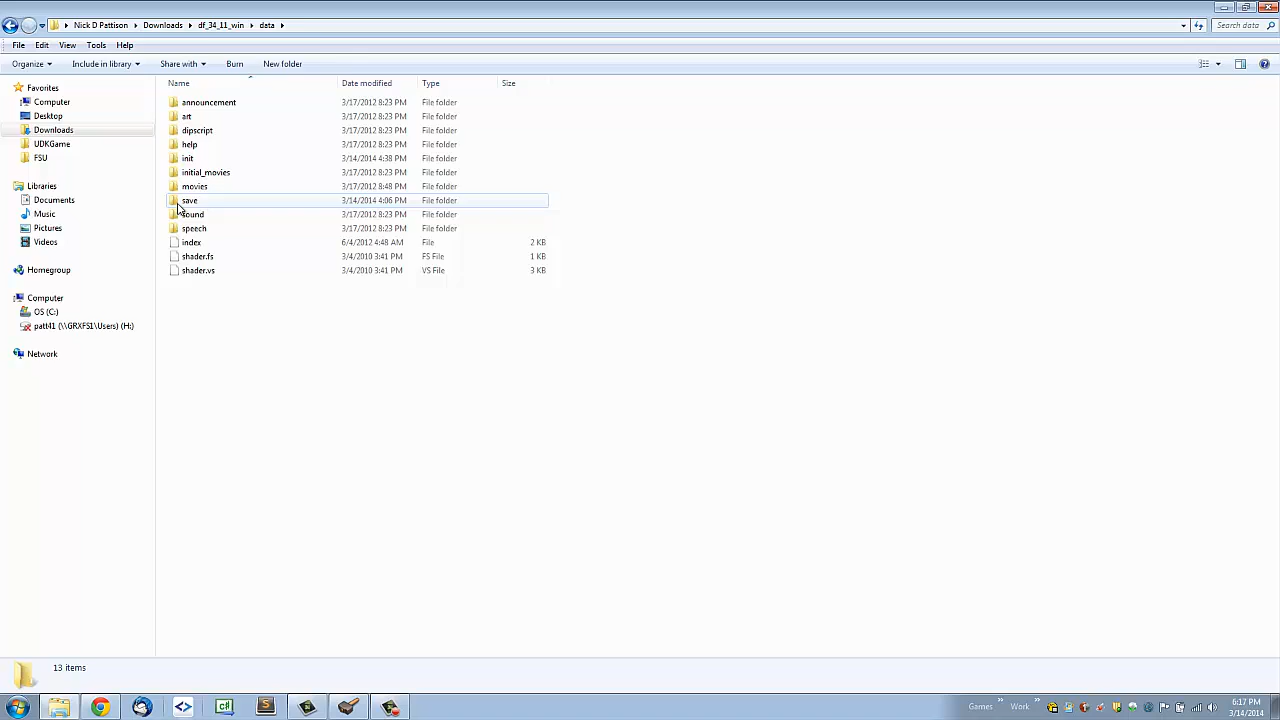 Nick D Pattison Downloads df_34_11_win data Search data
File Edit View Tools Help
Organize Include in library Share with Burn New folder
Name Date modified Type Size
Favorites
Computer
Desktop
Downloads
UDKGame
FSU
Libraries
Documents
Music
Pictures
Videos
Homegroup
Computer
OS (C:)
patt41 (\\GRXFS1\Users) (H:)
Network
announcement 3/17/2012 8:23 PM File folder
art 3/17/2012 8:23 PM File folder
dipscript 3/17/2012 8:23 PM File folder
help 3/17/2012 8:23 PM File folder
init 3/14/2014 4:38 PM File folder
initial_movies 3/17/2012 8:23 PM File folder
movies 3/17/2012 8:48 PM File folder
save 3/14/2014 4:06 PM File folder
sound 3/17/2012 8:23 PM File folder
speech 3/17/2012 8:23 PM File folder
index 6/4/2012 4:48 AM File 2 KB
shader.fs 3/4/2010 3:41 PM FS File 1 KB
shader.vs 3/4/2010 3:41 PM VS File 3 KB
13 items
C# S Games Work 6:17 PM
3/14/2014